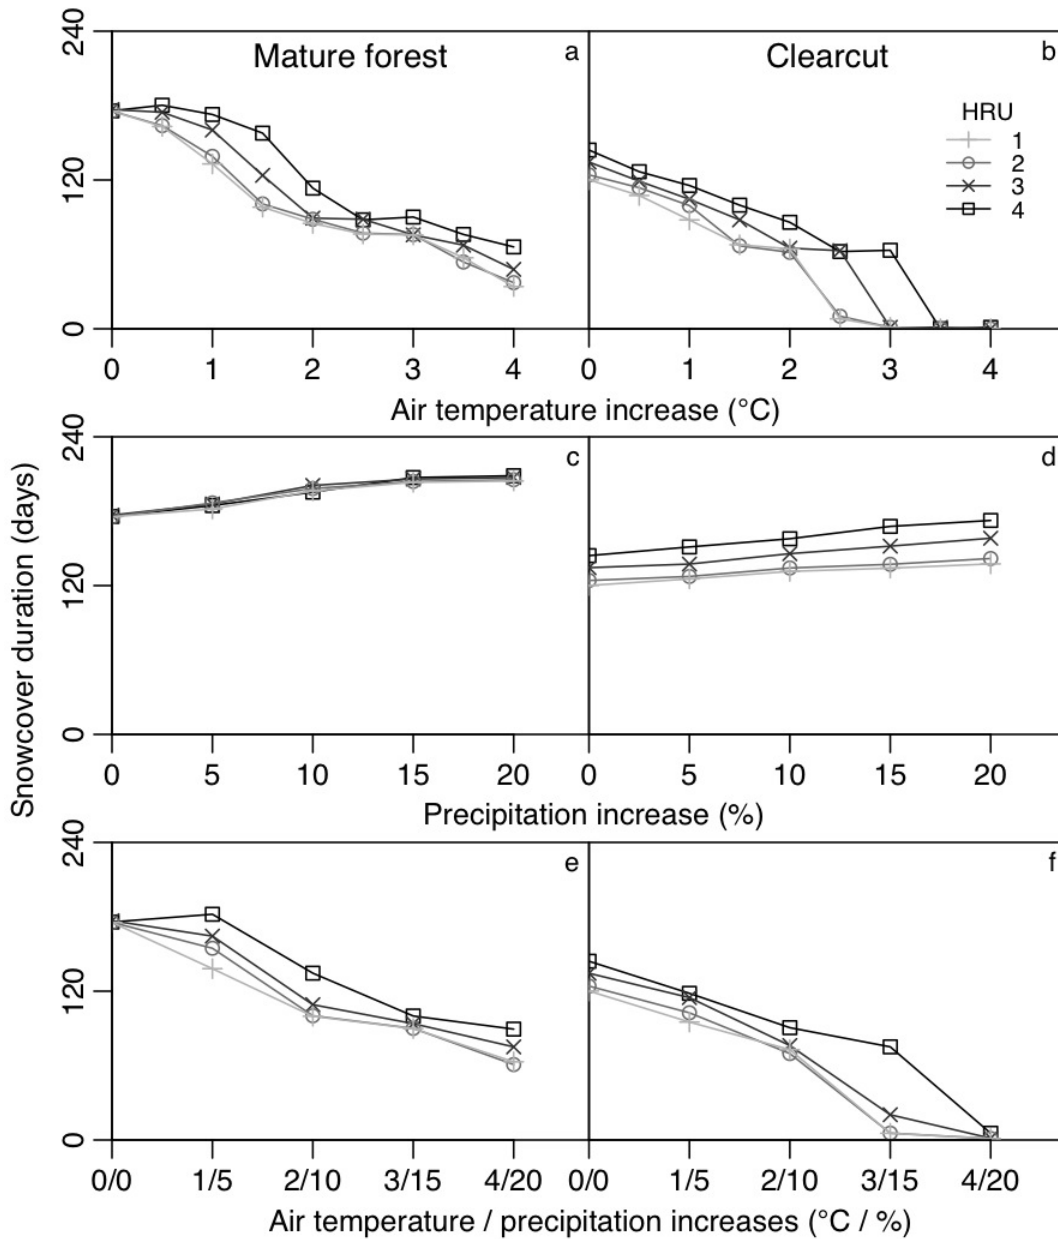 Mature forest
a
Clearcut
b
HRU
1
2
3
4
240
120
0
0 1 2 3 4
0 1 2 3 4
Air temperature increase (°C)
Snowcover duration (days)
c
d
240
120
0
0 5 10 15 20
0 5 10 15 20
Precipitation increase (%)
e
f
240
120
0
0/0 1/5 2/10 3/15 4/20
0/0 1/5 2/10 3/15 4/20
Air temperature / precipitation increases (°C / %)